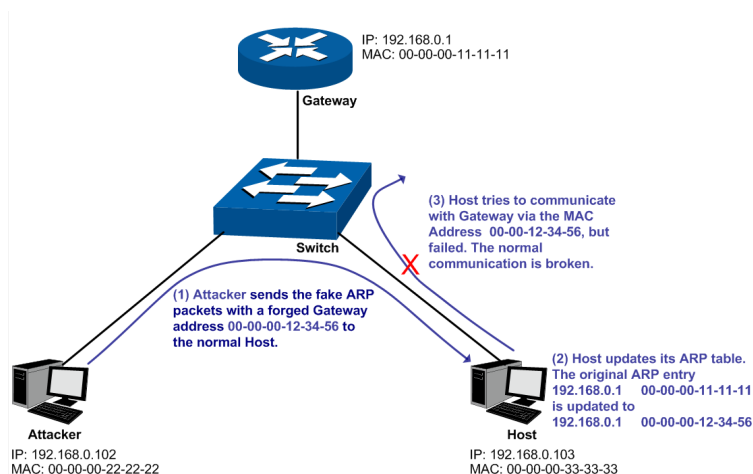 IP: 192.168.0.1
MAC: 00-00-00-11-11-11
Gateway
(3) Host tries to communicate
with Gateway via the MAC
Address 00-00-12-34-56, but
failed. The normal
communication is broken.
Switch
X
(1) Attacker sends the fake ARP
packets with a forged Gateway
address 00-00-00-12-34-56 to
the normal Host.
(2) Host updates its ARP table.
The original ARP entry
192.168.0.1 00-00-00-11-11-11
is updated to
192.168.0.1 00-00-00-12-34-56
Attacker
IP: 192.168.0.102
MAC: 00-00-00-22-22-22
Host
IP: 192.168.0.103
MAC: 00-00-00-33-33-33